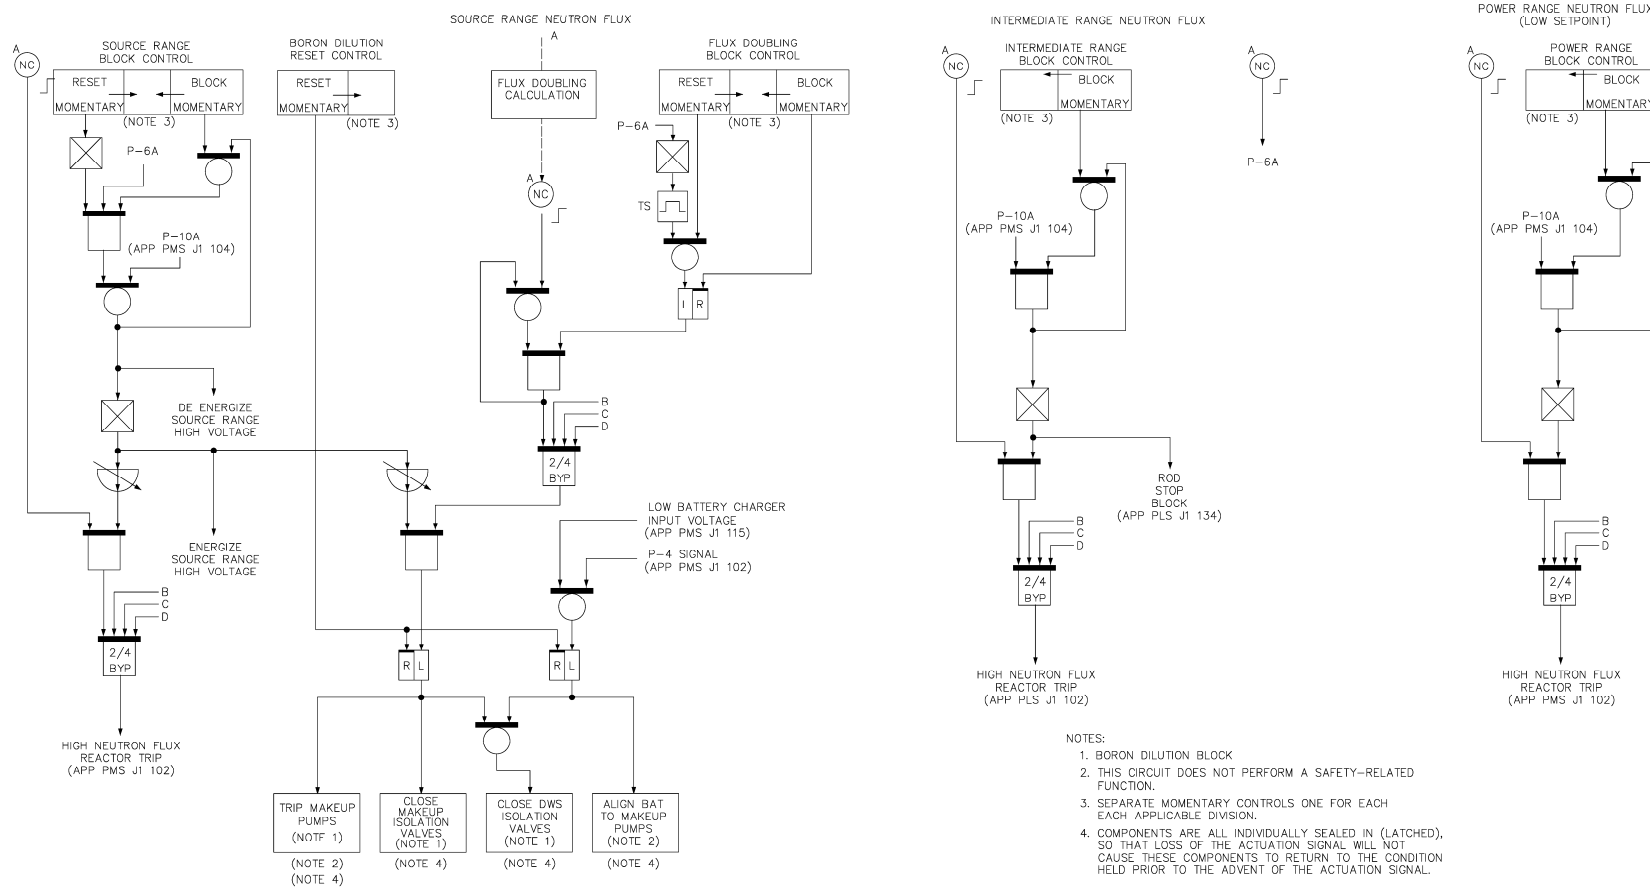 SOURCE RANGE NEUTRON FLUX
A
A
NC
SOURCE RANGE
BLOCK CONTROL
RESET
BLOCK
MOMENTARY
MOMENTARY
(NOTE 3)
P-6A
P-10A
(APP PMS J1 104)
DE ENERGIZE
SOURCE RANGE
HIGH VOLTAGE
ENERGIZE
SOURCE RANGE
HIGH VOLTAGE
B
C
D
2/4
BYP
HIGH NEUTRON FLUX
REACTOR TRIP
(APP PMS J1 102)
BORON DILUTION
RESET CONTROL
RESET
MOMENTARY
(NOTE 3)
FLUX DOUBLING
CALCULATION
A
NC
FLUX DOUBLING
BLOCK CONTROL
RESET
BLOCK
MOMENTARY
(NOTE 3)
P-6A
TS
I
R
B
C
D
2/4
BYP
LOW BATTERY CHARGER
INPUT VOLTAGE
(APP PMS J1 115)
P-4 SIGNAL
(APP PMS J1 102)
R
L
R
L
TRIP MAKEUP
PUMPS
(NOTE 1)
(NOTE 2)
(NOTE 4)
CLOSE
MAKEUP
ISOLATION
VALVES
(NOTE 1)
(NOTE 4)
CLOSE DWS
ISOLATION
VALVES
(NOTE 1)
(NOTE 4)
ALIGN BAT
TO MAKEUP
PUMPS
(NOTE 2)
(NOTE 4)
INTERMEDIATE RANGE NEUTRON FLUX
A
NC
INTERMEDIATE RANGE
BLOCK CONTROL
BLOCK
MOMENTARY
(NOTE 3)
P-10A
(APP PMS J1 104)
ROD
STOP
BLOCK
(APP PLS J1 134)
B
C
D
2/4
BYP
HIGH NEUTRON FLUX
REACTOR TRIP
(APP PLS J1 102)
A
NC
P-6A
POWER RANGE NEUTRON FLUX
(LOW SETPOINT)
A
NC
POWER RANGE
BLOCK CONTROL
BLOCK
MOMENTARY
(NOTE 3)
P-10A
(APP PMS J1 104)
B
C
D
2/4
BYP
HIGH NEUTRON FLUX
REACTOR TRIP
(APP PMS J1 102)
NOTES:
1. BORON DILUTION BLOCK
2. THIS CIRCUIT DOES NOT PERFORM A SAFETY-RELATED
FUNCTION.
3. SEPARATE MOMENTARY CONTROLS ONE FOR EACH
EACH APPLICABLE DIVISION.
4. COMPONENTS ARE ALL INDIVIDUALLY SEALED IN (LATCHED),
SO THAT LOSS OF THE ACTUATION SIGNAL WILL NOT
CAUSE THESE COMPONENTS TO RETURN TO THE CONDITION
HELD PRIOR TO THE ADVENT OF THE ACTUATION SIGNAL.